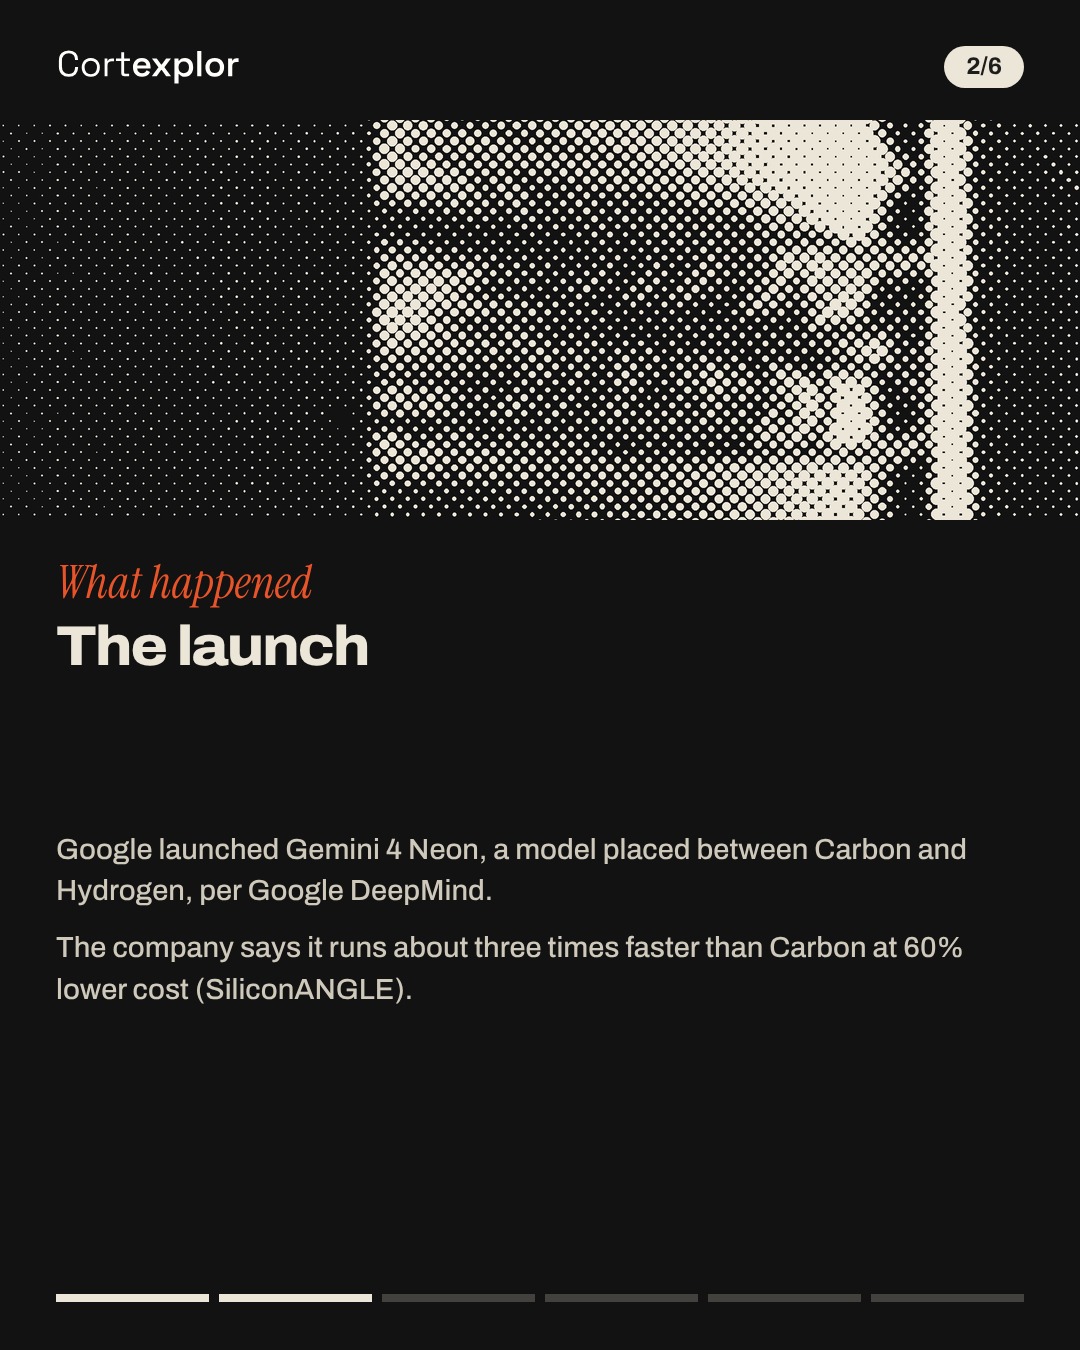 Cortexplor
2/6
What happened
The launch
Google launched Gemini 4 Neon, a model placed between Carbon and
Hydrogen, per Google DeepMind.
The company says it runs about three times faster than Carbon at 60%
lower cost (SiliconANGLE).